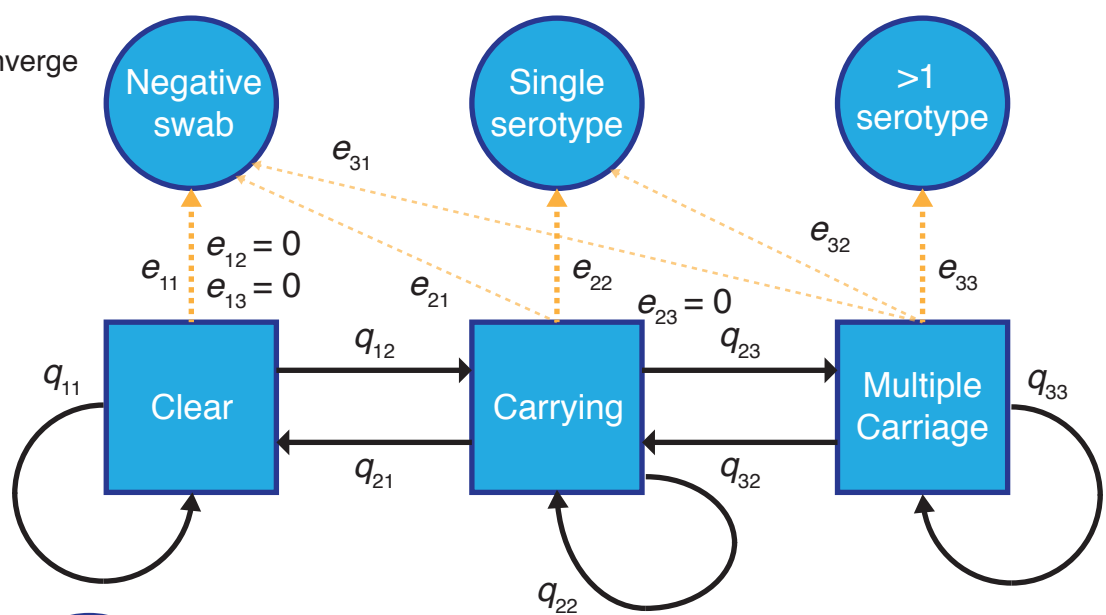 nverge
Negative
swab
Single
serotype
>1
serotype
e31
e11
e12 = 0
e13 = 0
e21
e22
e23 = 0
e32
e33
q11
Clear
q12
q21
Carrying
q22
q23
q32
Multiple
Carriage
q33